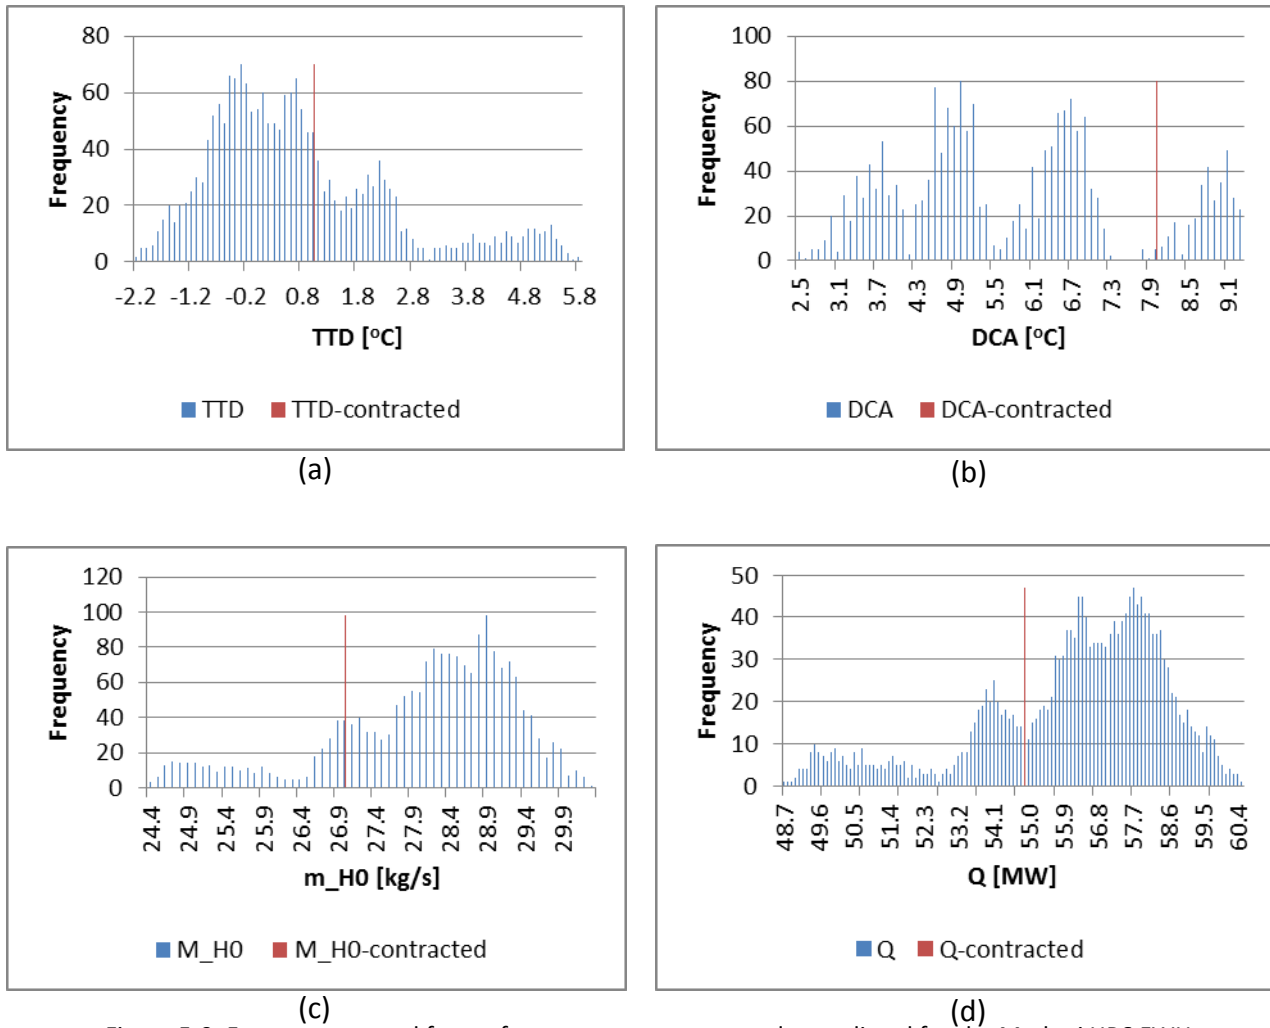 80
60
40
20
0
Frequency
-2.2 -1.2 -0.2 0.8 1.8 2.8 3.8 4.8 5.8
TTD [°C]
TTD TTD-contracted
(a)
100
80
60
40
20
0
Frequency
2.5 3.1 3.7 4.3 4.9 5.5 6.1 6.7 7.3 7.9 8.5 9.1
DCA [°C]
DCA DCA-contracted
(b)
120
100
80
60
40
20
0
Frequency
24.4 24.9 25.4 25.9 26.4 26.9 27.4 27.9 28.4 28.9 29.4 29.9
m_H0 [kg/s]
M_H0 M_H0-contracted
(c)
50
40
30
20
10
0
Frequency
48.7 49.6 50.5 51.4 52.3 53.2 54.1 55.0 55.9 56.8 57.7 58.6 59.5 60.4
Q [MW]
Q Q-contracted
(d)